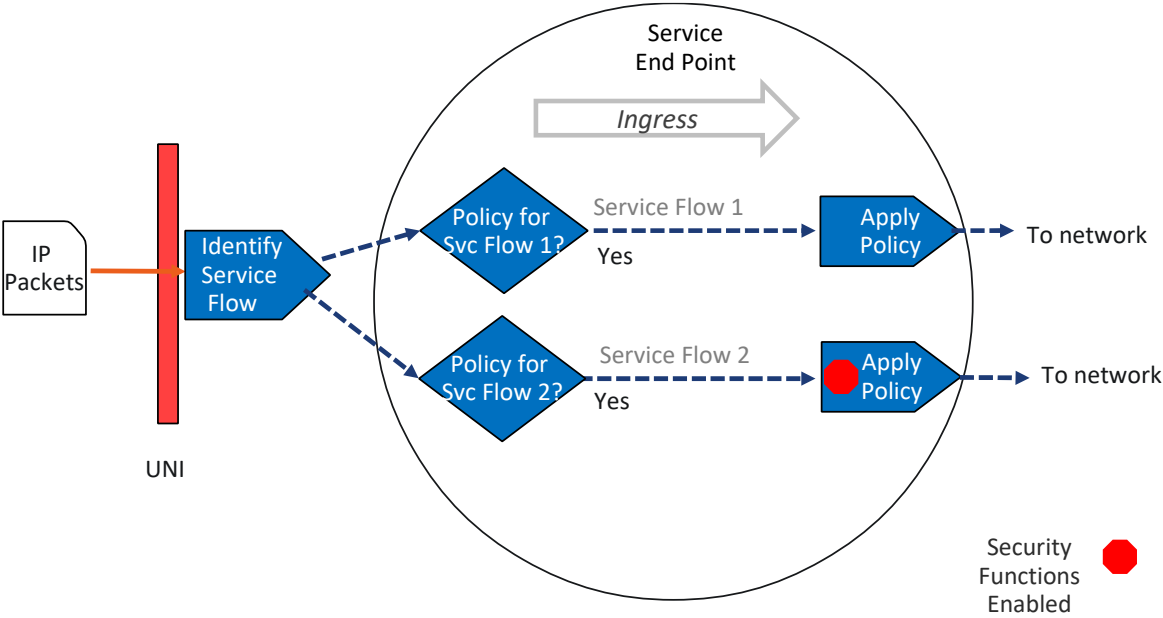 Service
End Point
Ingress
IP
Packets
Identify
Service
Flow
UNI
Policy for
Svc Flow 1?
Service Flow 1
Yes
Apply
Policy
To network
Policy for
Svc Flow 2?
Service Flow 2
Yes
Apply
Policy
To network
Security
Functions
Enabled